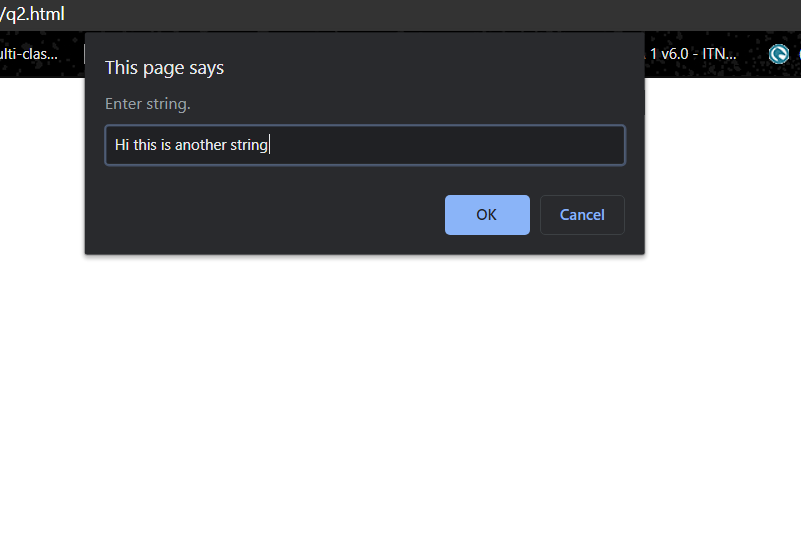 /q2.html
ulti-clas...
1 v6.0 - ITN...
This page says
Enter string.
Hi this is another string
OK
Cancel